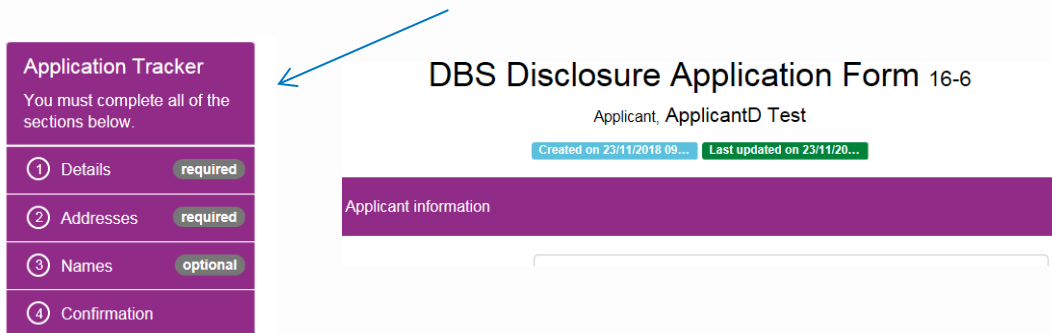 Application Tracker
You must complete all of the
sections below.
1 Details required
2 Addresses required
3 Names optional
4 Confirmation
DBS Disclosure Application Form 16-6
Applicant, ApplicantD Test
Created on 23/11/2018 09... Last updated on 23/11/20...
Applicant information